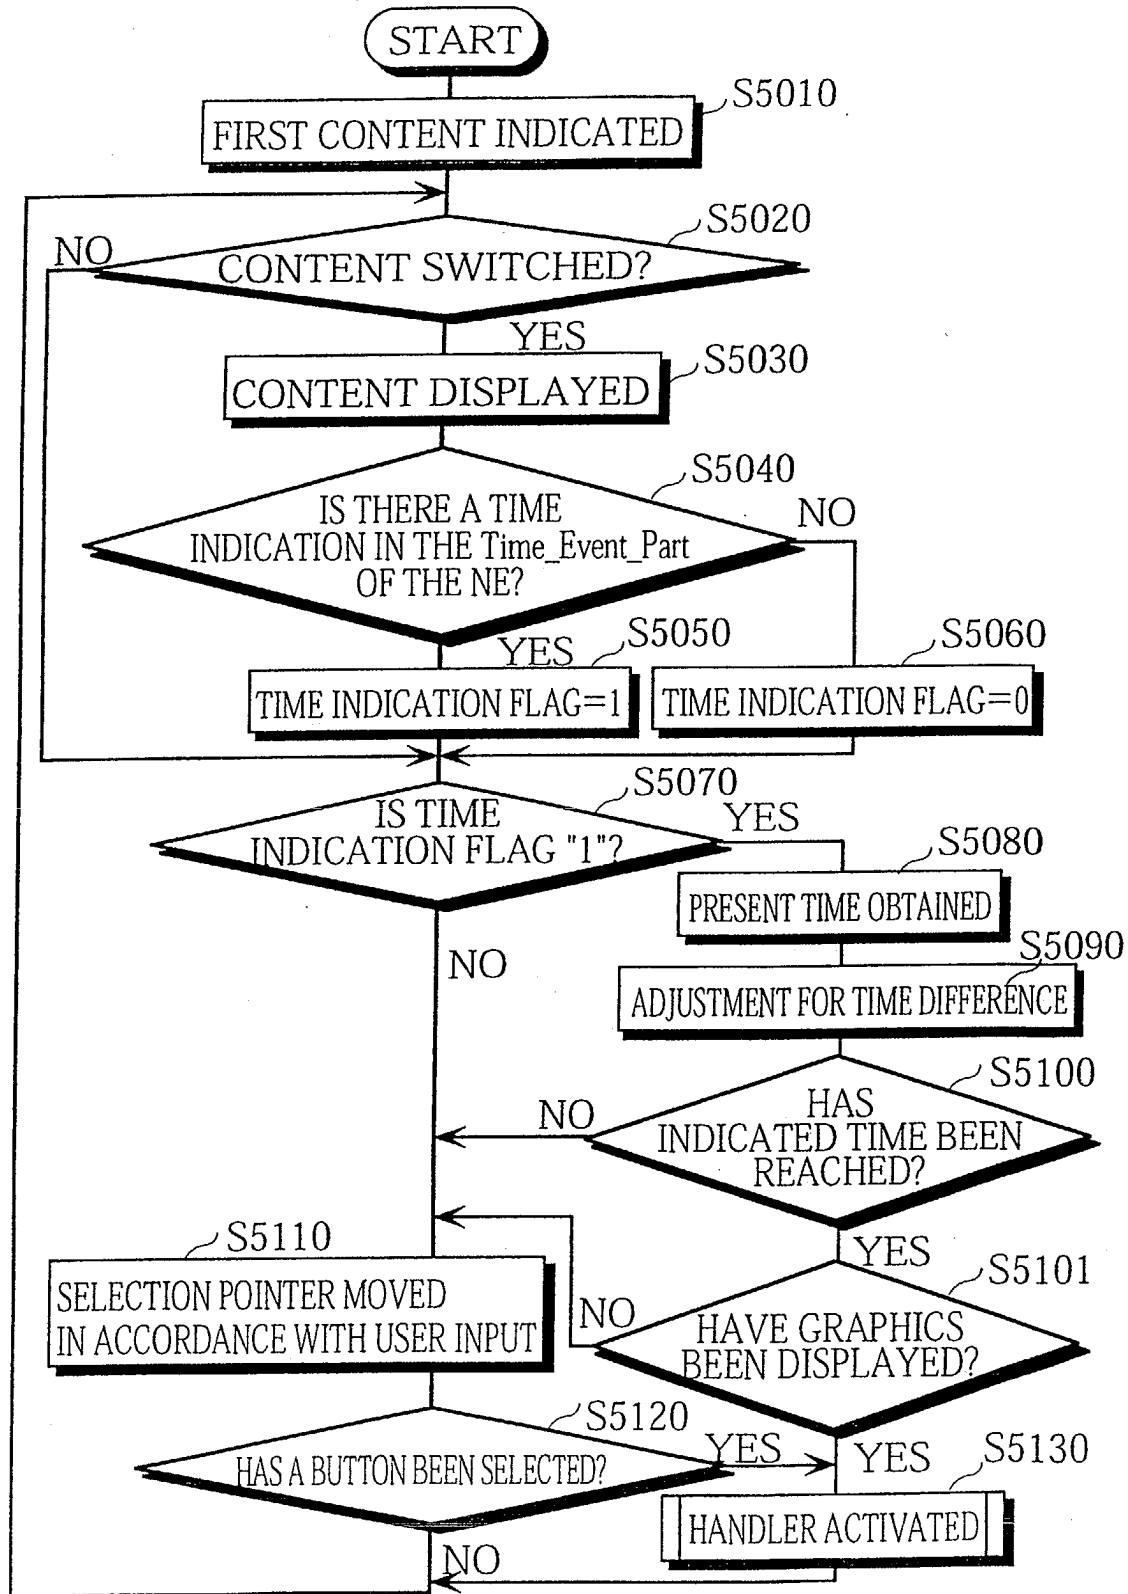 START
S5010
FIRST CONTENT INDICATED
S5020
NO
CONTENT SWITCHED?
YES
S5030
CONTENT DISPLAYED
S5040
IS THERE A TIME
INDICATION IN THE Time_Event_Part
OF THE NE?
NO
YES
S5050
S5060
TIME INDICATION FLAG=1
TIME INDICATION FLAG=0
S5070
IS TIME
INDICATION FLAG "1"?
YES
S5080
PRESENT TIME OBTAINED
NO
S5090
ADJUSTMENT FOR TIME DIFFERENCE
S5100
HAS
INDICATED TIME BEEN
REACHED?
NO
YES
S5110
SELECTION POINTER MOVED
IN ACCORDANCE WITH USER INPUT
S5101
HAVE GRAPHICS
BEEN DISPLAYED?
NO
YES
S5120
HAS A BUTTON BEEN SELECTED?
YES
S5130
HANDLER ACTIVATED
NO